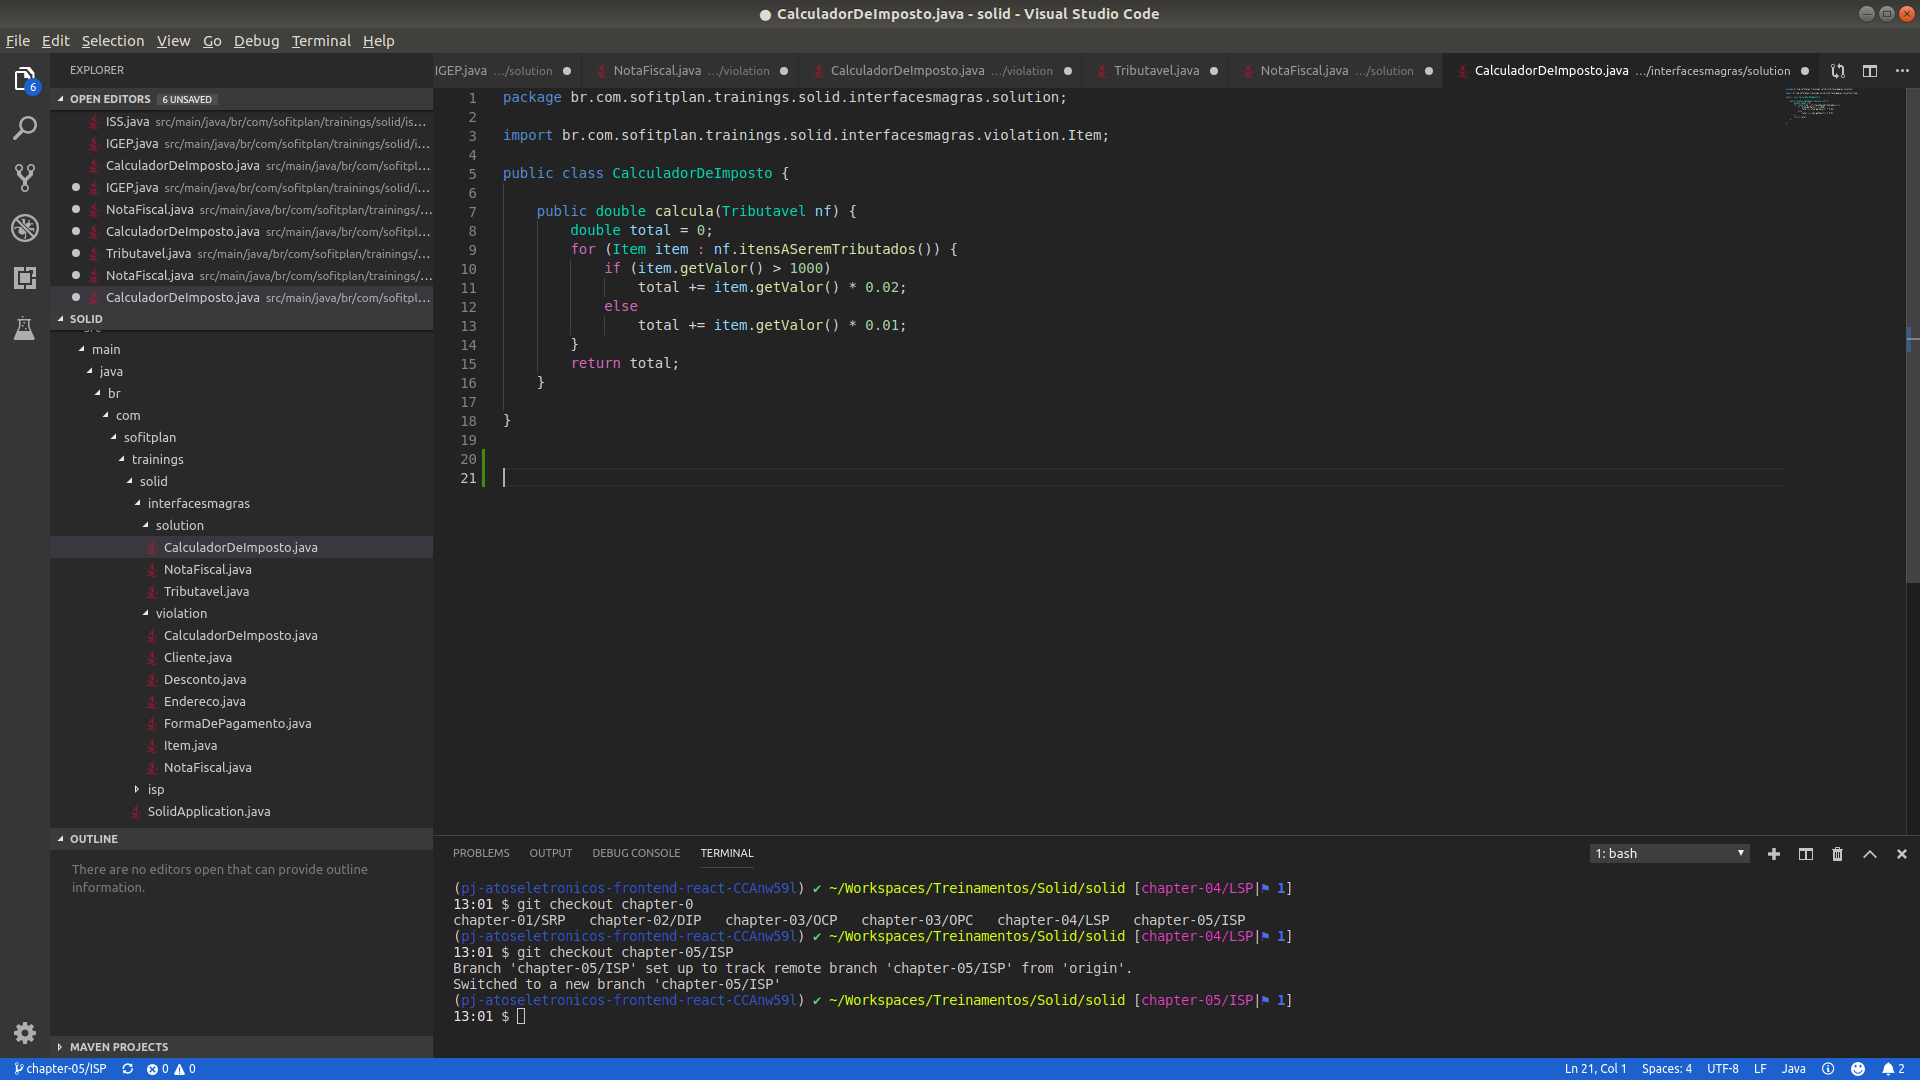 ● CalculadorDeImposto.java - solid - Visual Studio Code
File Edit Selection View Go Debug Terminal Help
EXPLORER
OPEN EDITORS 6 UNSAVED
ISS.java src/main/java/br/com/sofitplan/trainings/solid/is...
IGEP.java src/main/java/br/com/sofitplan/trainings/solid/i...
CalculadorDeImposto.java src/main/java/br/com/sofitpl...
IGEP.java src/main/java/br/com/sofitplan/trainings/solid/i...
NotaFiscal.java src/main/java/br/com/sofitplan/trainings/...
CalculadorDeImposto.java src/main/java/br/com/sofitpl...
Tributavel.java src/main/java/br/com/sofitplan/trainings/...
NotaFiscal.java src/main/java/br/com/sofitplan/trainings/...
CalculadorDeImposto.java src/main/java/br/com/sofitpl...
SOLID
src
main
java
br
com
sofitplan
trainings
solid
interfacesmagras
solution
CalculadorDeImposto.java
NotaFiscal.java
Tributavel.java
violation
CalculadorDeImposto.java
Cliente.java
Desconto.java
Endereco.java
FormaDePagamento.java
Item.java
NotaFiscal.java
isp
SolidApplication.java
OUTLINE
There are no editors open that can provide outline
information.
MAVEN PROJECTS
IGEP.java …/solution ● NotaFiscal.java …/violation ● CalculadorDeImposto.java …/violation ● Tributavel.java ● NotaFiscal.java …/solution ● CalculadorDeImposto.java …/interfacesmagras/solution ●
1 package br.com.sofitplan.trainings.solid.interfacesmagras.solution;
2
3 import br.com.sofitplan.trainings.solid.interfacesmagras.violation.Item;
4
5 public class CalculadorDeImposto {
6
7 public double calcula(Tributavel nf) {
8 double total = 0;
9 for (Item item : nf.itensASeremTributados()) {
10 if (item.getValor() > 1000)
11 total += item.getValor() * 0.02;
12 else
13 total += item.getValor() * 0.01;
14 }
15 return total;
16 }
17
18 }
19
20
21
PROBLEMS OUTPUT DEBUG CONSOLE TERMINAL 1: bash
(pj-atoseletronicos-frontend-react-CCAnw59l) ✔ ~/Workspaces/Treinamentos/Solid/solid [chapter-04/LSP|⚑ 1]
13:01 $ git checkout chapter-0
chapter-01/SRP chapter-02/DIP chapter-03/OCP chapter-03/OPC chapter-04/LSP chapter-05/ISP
(pj-atoseletronicos-frontend-react-CCAnw59l) ✔ ~/Workspaces/Treinamentos/Solid/solid [chapter-04/LSP|⚑ 1]
13:01 $ git checkout chapter-05/ISP
Branch 'chapter-05/ISP' set up to track remote branch 'chapter-05/ISP' from 'origin'.
Switched to a new branch 'chapter-05/ISP'
(pj-atoseletronicos-frontend-react-CCAnw59l) ✔ ~/Workspaces/Treinamentos/Solid/solid [chapter-05/ISP|⚑ 1]
13:01 $
6
chapter-05/ISP 0 0 Ln 21, Col 1 Spaces: 4 UTF-8 LF Java 2